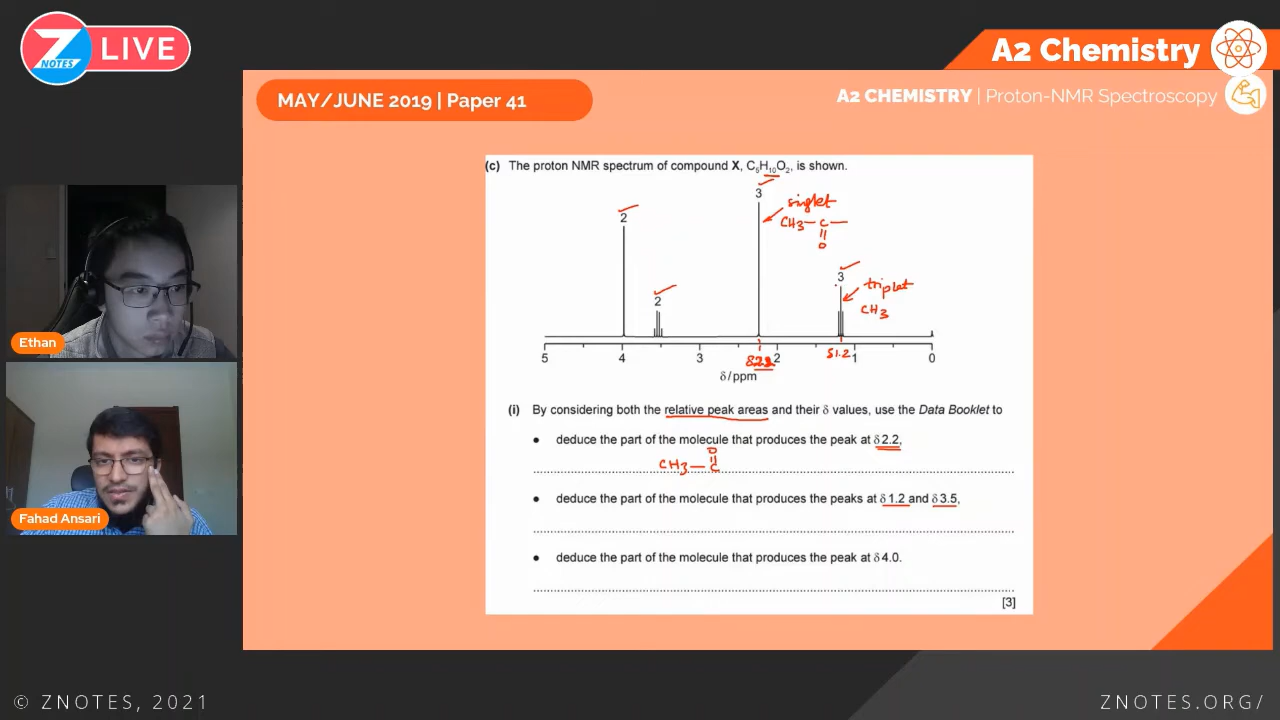 Z NOTES LIVE
A2 Chemistry
MAY/JUNE 2019 | Paper 41
A2 CHEMISTRY | Proton-NMR Spectroscopy
(c) The proton NMR spectrum of compound X, C₅H₁₀O₂, is shown.
3
singlet
2
CH₃—C—
||
O
3
triplet
2
CH₃
5 4 3 2 1 0
δ2.2
δ1.2
δ/ppm
(i) By considering both the relative peak areas and their δ values, use the Data Booklet to
• deduce the part of the molecule that produces the peak at δ 2.2,
O
||
CH₃—C
• deduce the part of the molecule that produces the peaks at δ 1.2 and δ 3.5,
• deduce the part of the molecule that produces the peak at δ 4.0.
[3]
Ethan
Fahad Ansari
© ZNOTES, 2021
ZNOTES.ORG/